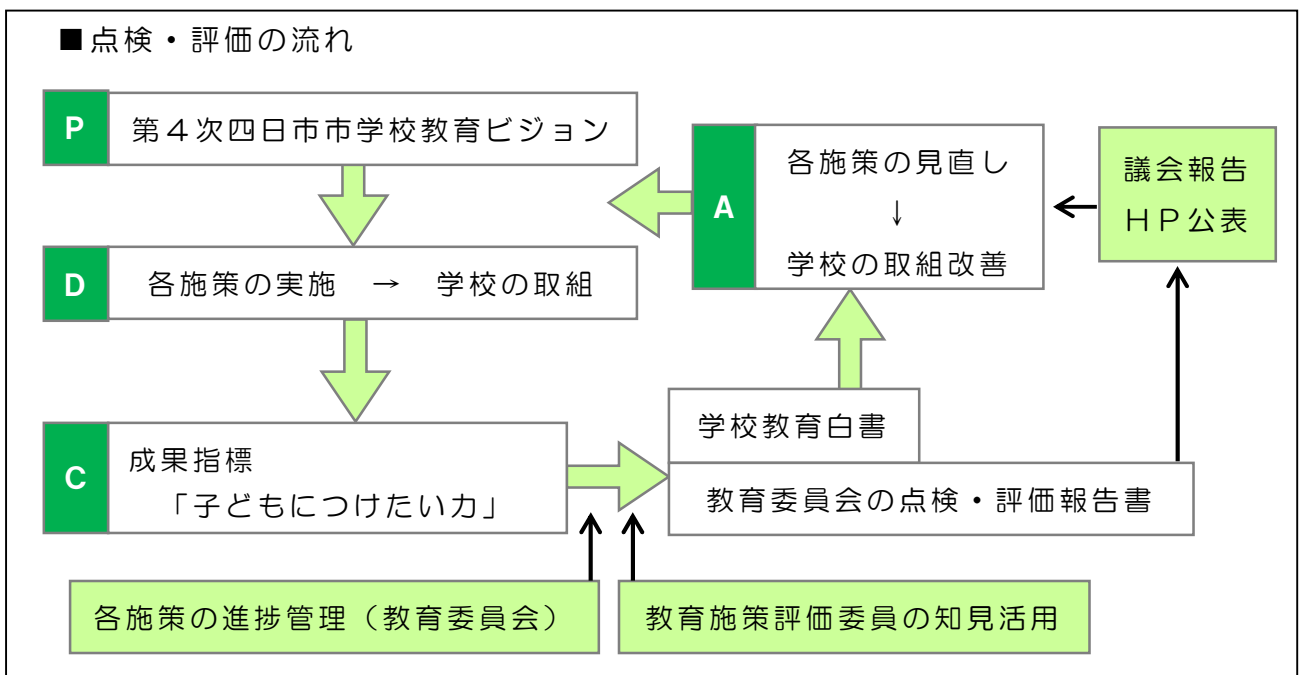 ■点検・評価の流れ
P
第４次四日市市学校教育ビジョン
D
各施策の実施　→　学校の取組
C
成果指標
「子どもにつけたい力」
各施策の進捗管理（教育委員会）
教育施策評価委員の知見活用
学校教育白書
教育委員会の点検・評価報告書
A
各施策の見直し
↓
学校の取組改善
議会報告
ＨＰ公表